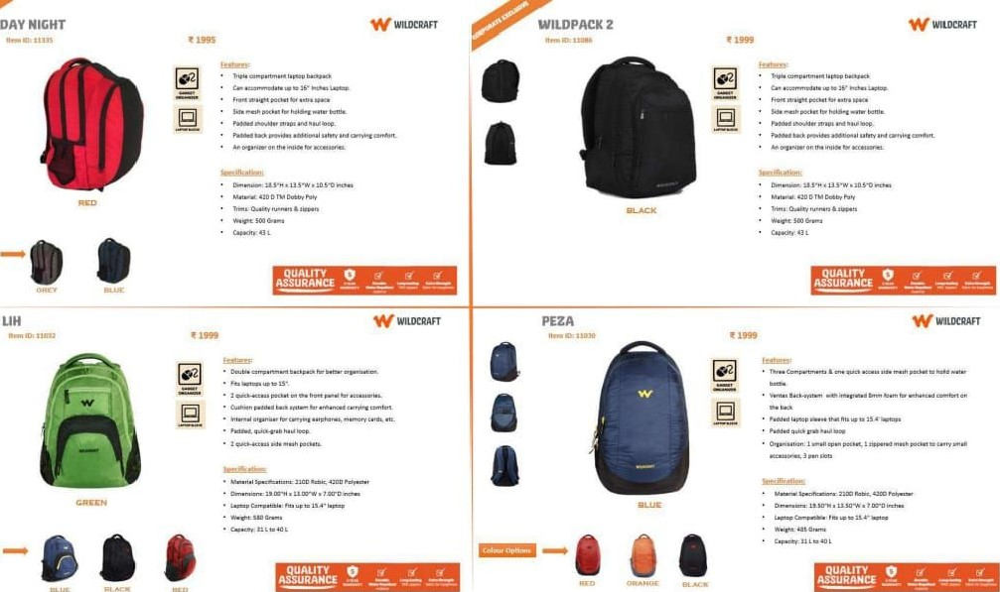 DAY NIGHT
WILDCRAFT
Item ID: 11335
₹ 1995
GADGET
ORGANIZER
LAPTOP SLEEVE
Features:
• Triple compartment laptop backpack
• Can accommodate up to 16" Inches Laptop.
• Front straight pocket for extra space
• Side mesh pocket for holding water bottle.
• Padded shoulder straps and haul loop.
• Padded back provides additional safety and carrying comfort.
• An organizer on the inside for accessories.
Specification:
• Dimension: 18.5"H x 13.5"W x 10.5"D inches
• Material: 420 D TM Dobby Poly
• Trims: Quality runners & zippers
• Weight: 500 Grams
• Capacity: 43 L
RED
GREY
BLUE
QUALITY
ASSURANCE
CORPORATE EXCLUSIVE
WILDPACK 2
WILDCRAFT
Item ID: 11086
₹ 1999
GADGET
ORGANIZER
LAPTOP SLEEVE
Features:
• Triple compartment laptop backpack
• Can accommodate up to 16" Inches Laptop.
• Front straight pocket for extra space
• Side mesh pocket for holding water bottle.
• Padded shoulder straps and haul loop.
• Padded back provides additional safety and carrying comfort.
• An organizer on the inside for accessories.
Specification:
• Dimension: 18.5"H x 13.5"W x 10.5"D inches
• Material: 420 D TM Dobby Poly
• Trims: Quality runners & zippers
• Weight: 500 Grams
• Capacity: 43 L
BLACK
QUALITY
ASSURANCE
LIH
WILDCRAFT
Item ID: 11032
₹ 1999
GADGET
ORGANIZER
LAPTOP SLEEVE
Features:
• Double compartment backpack for better organisation.
• Fits laptops up to 15".
• 2 quick-access pocket on the front panel for accessories.
• Cushion padded back system for enhanced carrying comfort.
• Internal organiser for carrying earphones, memory cards, etc.
• Padded, quick-grab haul loop.
• 2 quick-access side mesh pockets.
Specification:
• Material Specifications: 210D Robic, 420D Polyester
• Dimensions: 19.00"H x 13.00"W x 7.00"D inches
• Laptop Compatible: Fits up to 15.4" laptop
• Weight: 580 Grams
• Capacity: 31 L to 40 L
GREEN
BLUE
BLACK
RED
QUALITY
ASSURANCE
PEZA
WILDCRAFT
Item ID: 11030
₹ 1999
GADGET
ORGANIZER
LAPTOP SLEEVE
Features:
• Three Compartments & one quick access side mesh pocket to hold water
bottle.
• Ventex Back-system with integrated 8mm foam for enhanced comfort on
the back
• Padded laptop sleeve that fits up to 15.4' laptops
• Padded quick grab haul loop
• Organisation: 1 small open pocket, 1 zippered mesh pocket to carry small
accessories, 3 pen slots
Specification:
• Material Specifications: 210D Robic, 420D Polyester
• Dimensions: 19.50"H x 13.50"W x 7.00"D inches
• Laptop Compatible: Fits up to 15.4" laptop
• Weight: 485 Grams
• Capacity: 31 L to 40 L
BLUE
Colour Options
RED
ORANGE
BLACK
QUALITY
ASSURANCE